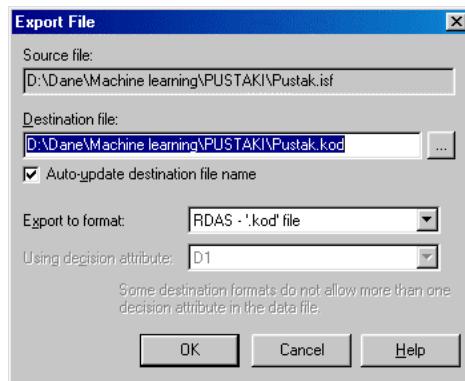 Export File
Source file:
D:\Dane\Machine learning\PUSTAKI\Pustak.isf
Destination file:
D:\Dane\Machine learning\PUSTAKI\Pustak.kod
...
Auto-update destination file name
Export to format:
RDAS - '.kod' file
Using decision attribute:
D1
Some destination formats do not allow more than one
decision attribute in the data file.
OK
Cancel
Help